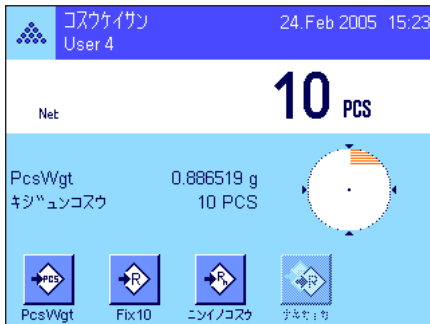 コスウケイサン 24.Feb 2005 15:23
User 4
Net 10 PCS
PcsWgt 0.886519 g
キジュンコスウ 10 PCS
PCS R Rn R
PcsWgt Fix10 ニンイノコスウ